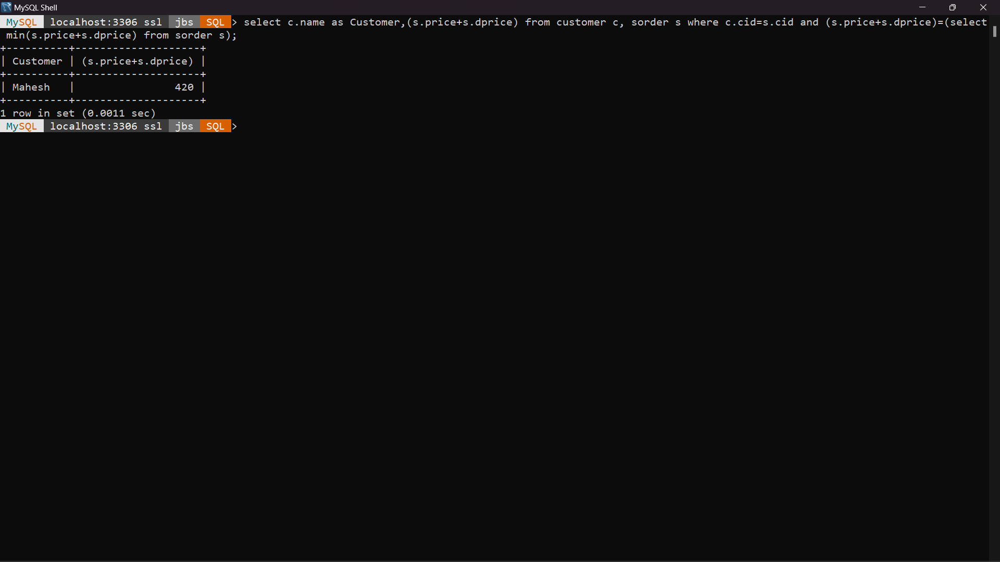 MySQL Shell
MySQL localhost:3306 ssl jbs SQL > select c.name as Customer,(s.price+s.dprice) from customer c, sorder s where c.cid=s.cid and (s.price+s.dprice)=(select
min(s.price+s.dprice) from sorder s);
+----------+--------------------+
| Customer | (s.price+s.dprice) |
+----------+--------------------+
| Mahesh   |                420 |
+----------+--------------------+
1 row in set (0.0011 sec)
MySQL localhost:3306 ssl jbs SQL >